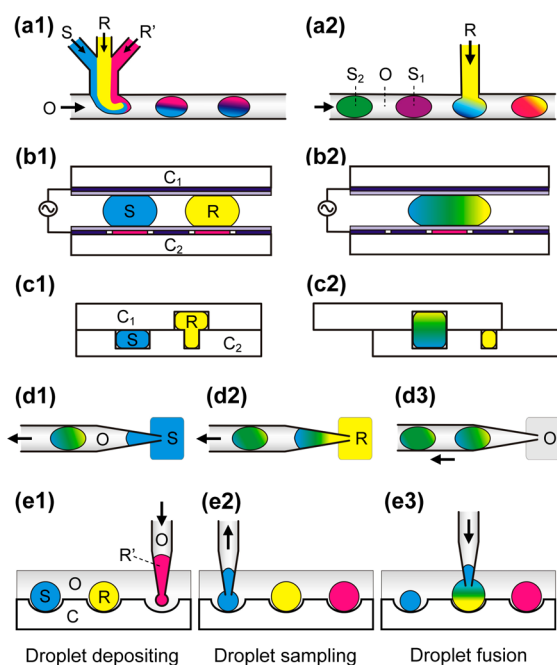 (a1)
S
R
R'
O
(a2)
R
S2
O
S1
(b1)
C1
S
R
C2
(b2)
(c1)
C1
R
S
C2
(c2)
(d1)
O
S
(d2)
R
(d3)
O
(e1)
O
R'
O
S
R
C
(e2)
(e3)
Droplet depositing
Droplet sampling
Droplet fusion